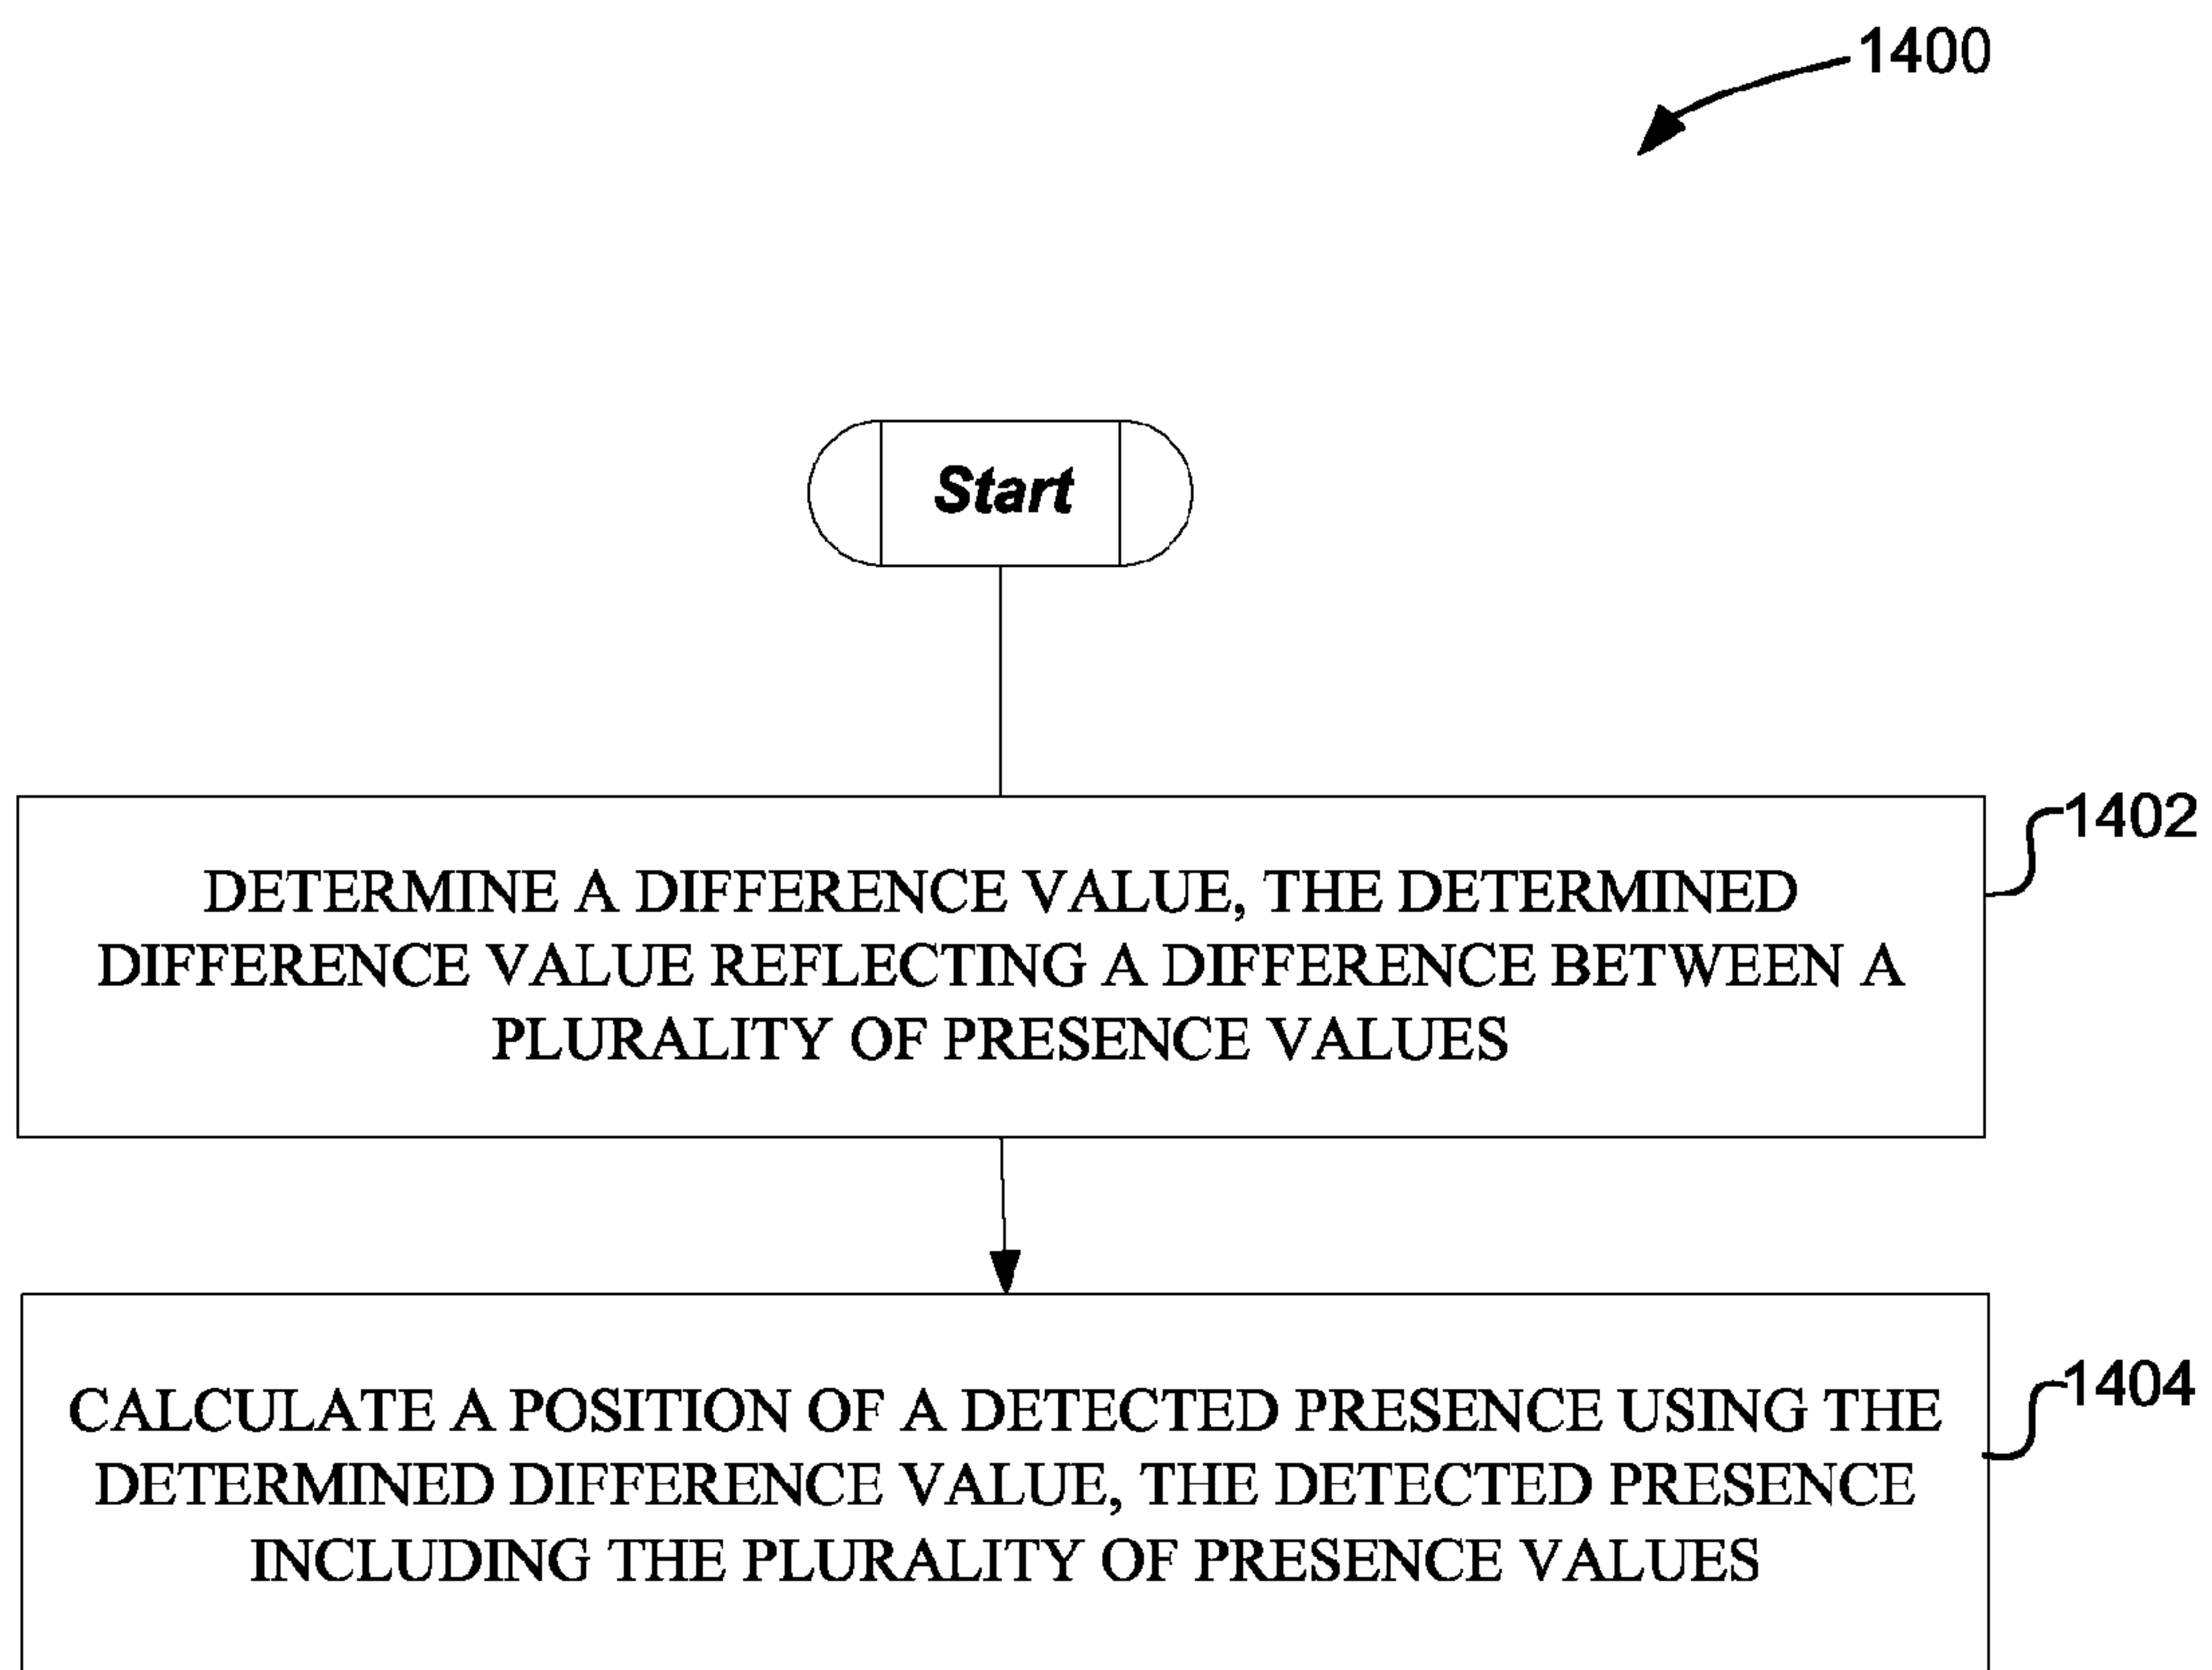 1400
Start
1402
DETERMINE A DIFFERENCE VALUE, THE DETERMINED
DIFFERENCE VALUE REFLECTING A DIFFERENCE BETWEEN A
PLURALITY OF PRESENCE VALUES
1404
CALCULATE A POSITION OF A DETECTED PRESENCE USING THE
DETERMINED DIFFERENCE VALUE, THE DETECTED PRESENCE
INCLUDING THE PLURALITY OF PRESENCE VALUES